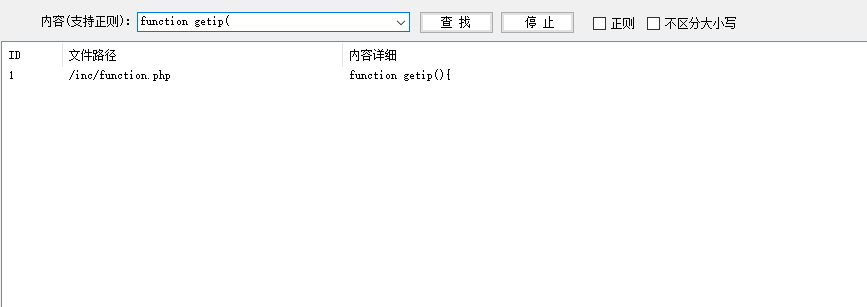 内容(支持正则): function getip( 查 找 停 止 正则 不区分大小写
ID 文件路径 内容详细
1 /inc/function.php function getip(){